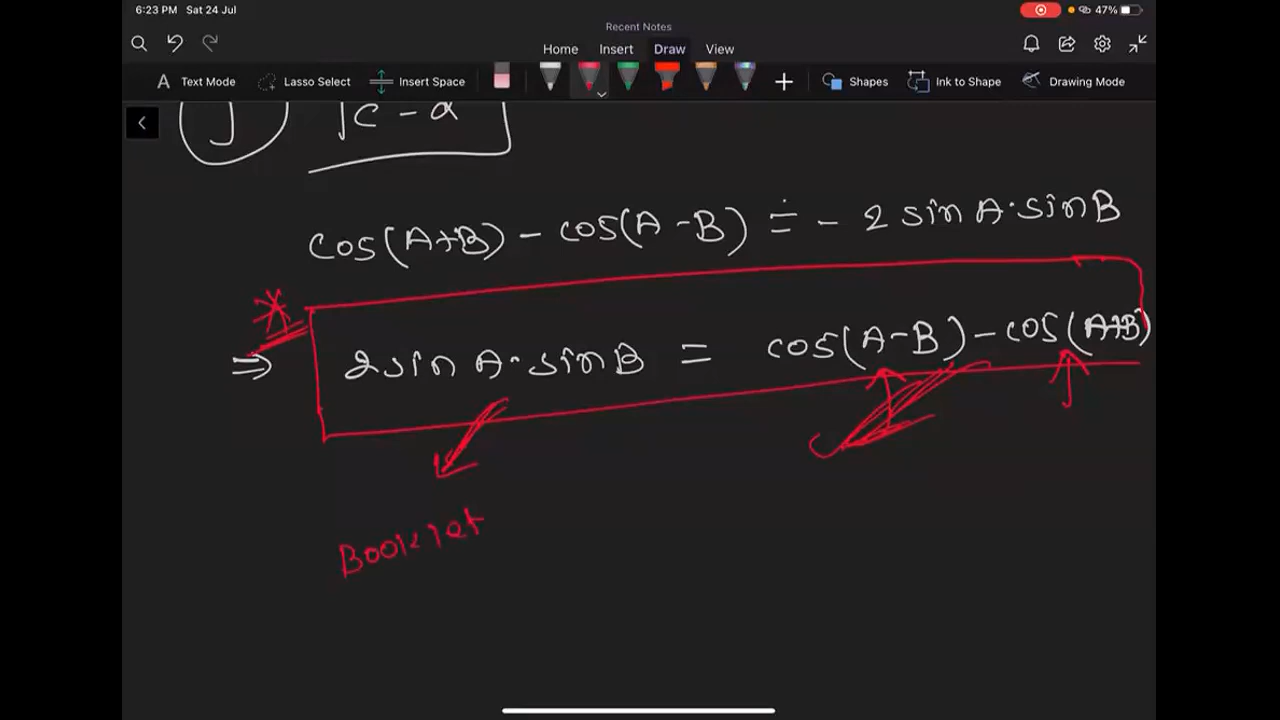 6:23 PM Sat 24 Jul
47%
Recent Notes
Home Insert Draw View
Text Mode Lasso Select Insert Space Shapes Ink to Shape Drawing Mode
cos(A+B) - cos(A-B) = - 2 sin A · sin B
⇒ 2 sin A · sin B = cos(A-B) - cos(A+B)
Booklet